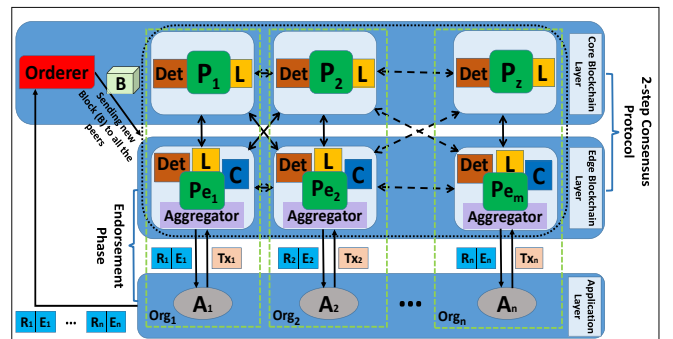 Orderer
B
Sending new
Block (B) to all the
peers
Det
P1
L
Det
P2
L
Det
Pz
L
Core Blockchain
Layer
2-step Consensus
Protocol
Det
L
C
Pe1
Aggregator
Det
L
C
Pe2
Aggregator
Det
L
C
Pem
Aggregator
Edge Blockchain
Layer
Endorsement
Phase
R1 E1
Tx1
R2 E2
Tx2
Rn En
Txn
R1 E1 ... Rn En
Org1
A1
Org2
A2
...
Orgn
An
Application
Layer